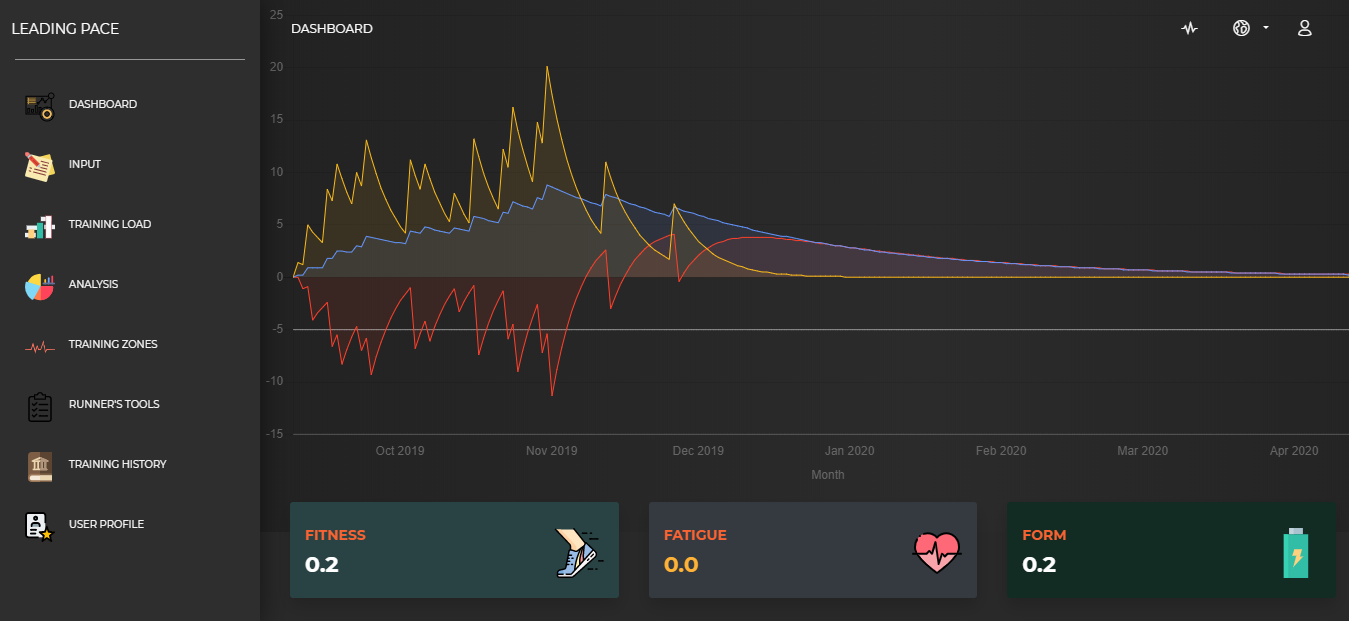 LEADING PACE
DASHBOARD
INPUT
TRAINING LOAD
ANALYSIS
TRAINING ZONES
RUNNER'S TOOLS
TRAINING HISTORY
USER PROFILE
DASHBOARD
25
20
15
10
5
0
-5
-10
-15
Oct 2019 Nov 2019 Dec 2019 Jan 2020 Feb 2020 Mar 2020 Apr 2020
Month
FITNESS
0.2
FATIGUE
0.0
FORM
0.2